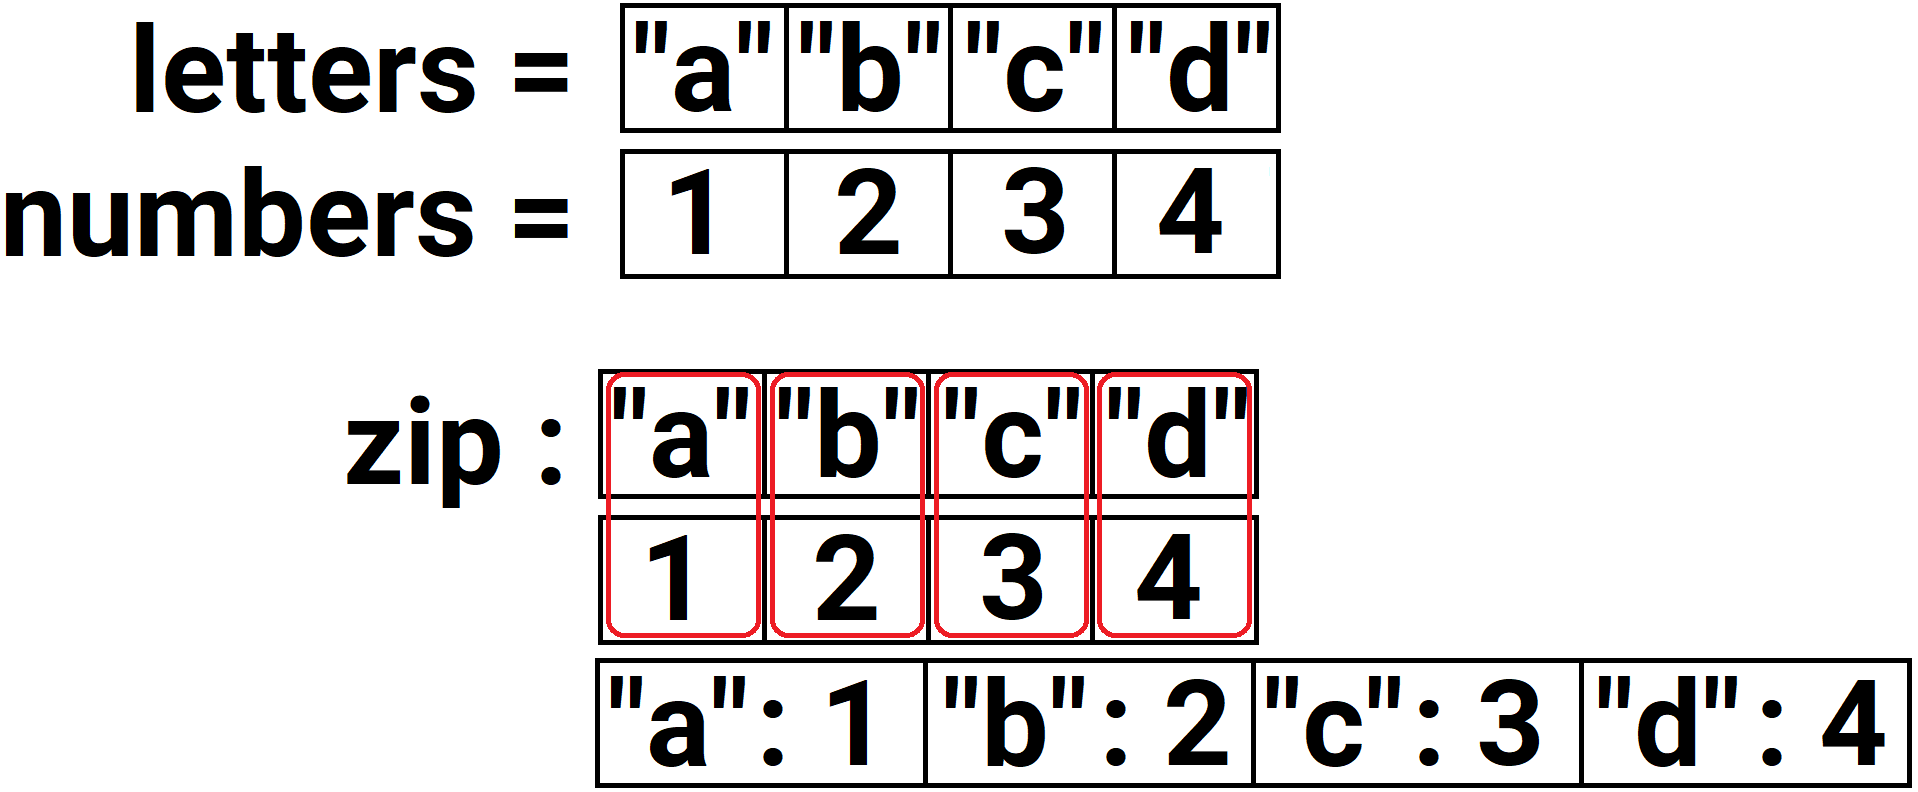 letters = "a" "b" "c" "d"
numbers = 1 2 3 4
zip : "a" "b" "c" "d"
1 2 3 4
"a": 1 "b": 2 "c": 3 "d": 4